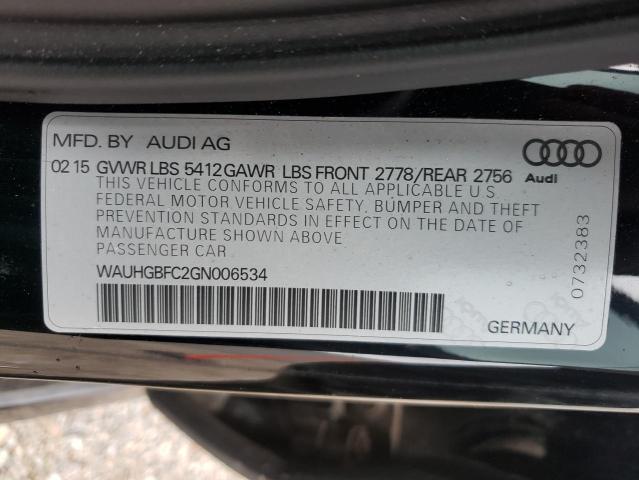 MFD. BY AUDI AG
02 15 GVWR LBS 5412 GAWR LBS FRONT 2778/REAR 2756
Audi
THIS VEHICLE CONFORMS TO ALL APPLICABLE U S
FEDERAL MOTOR VEHICLE SAFETY, BUMPER AND THEFT
PREVENTION STANDARDS IN EFFECT ON THE DATE OF
MANUFACTURE SHOWN ABOVE
PASSENGER CAR
WAUHGBFC2GN006534
0732383
GERMANY